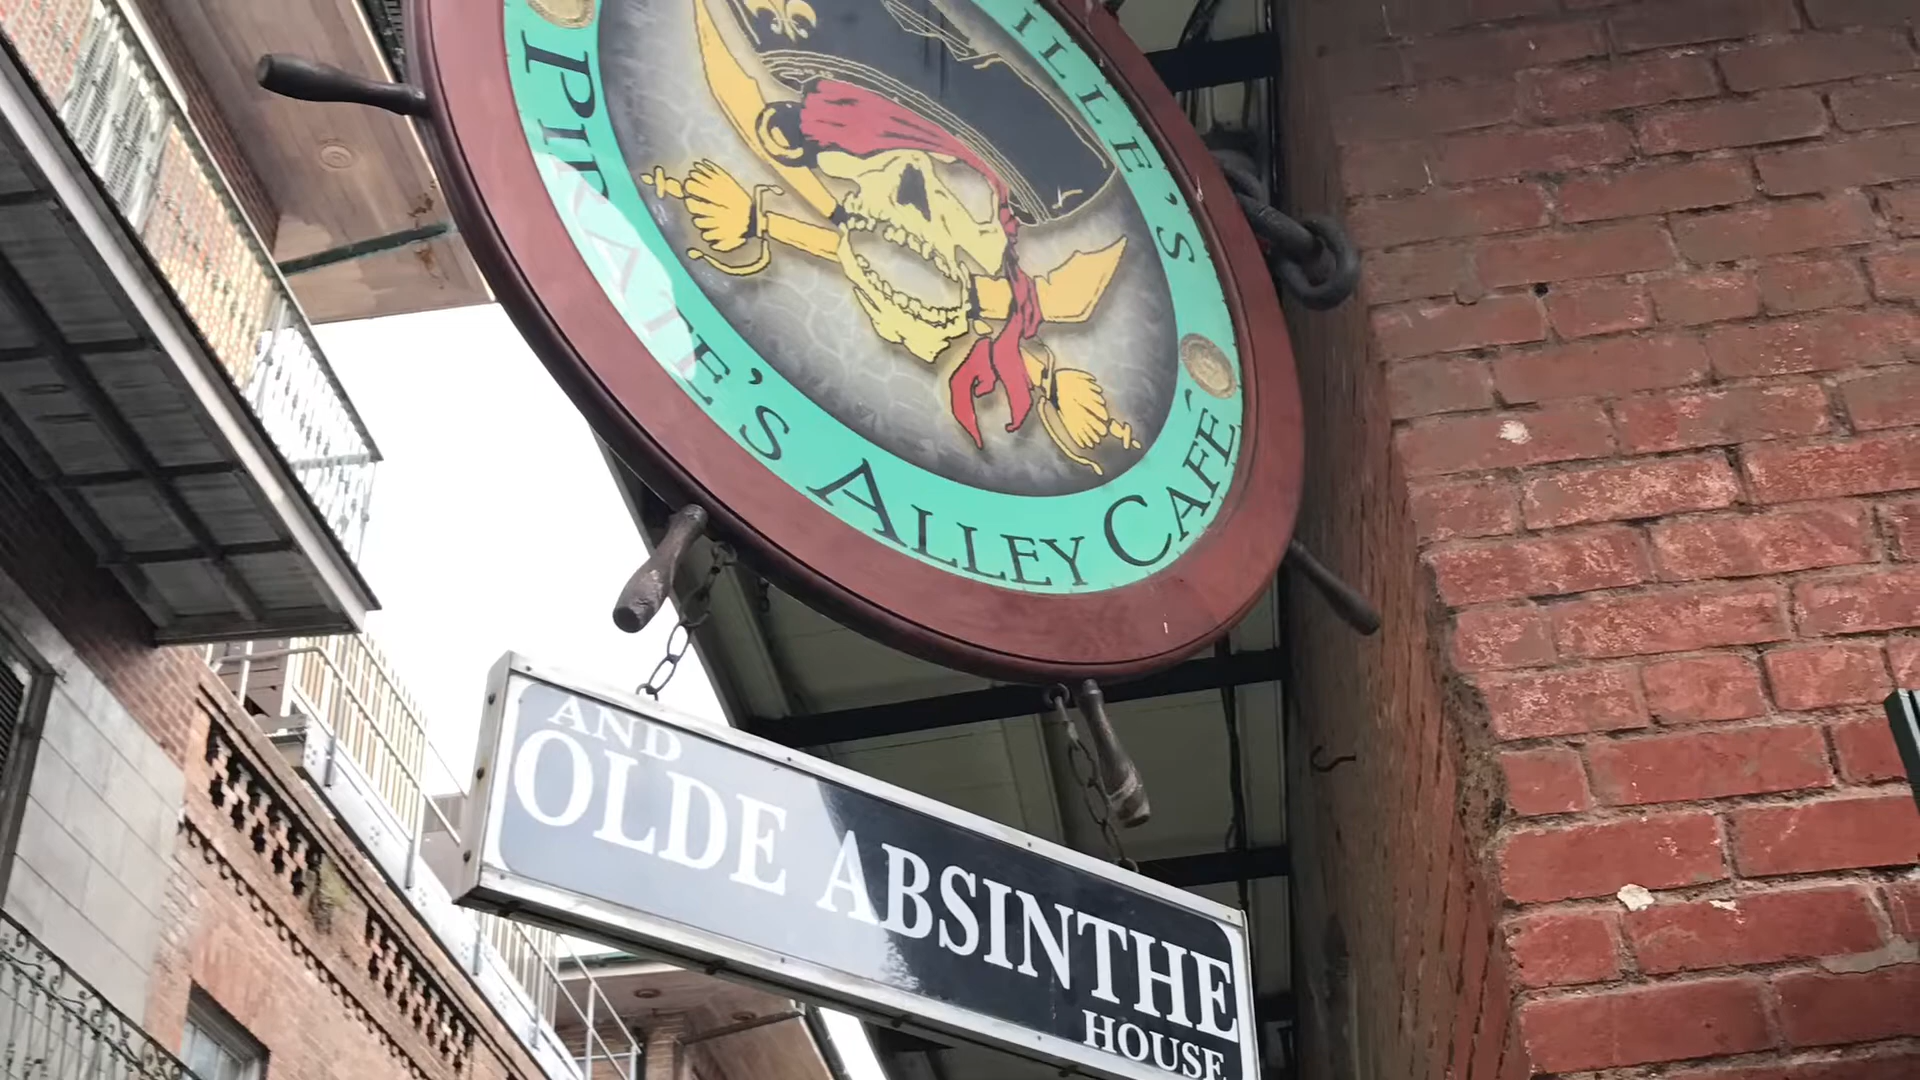 ILLE'S
PIRATE'S ALLEY CAFÉ
AND
OLDE ABSINTHE
HOUSE